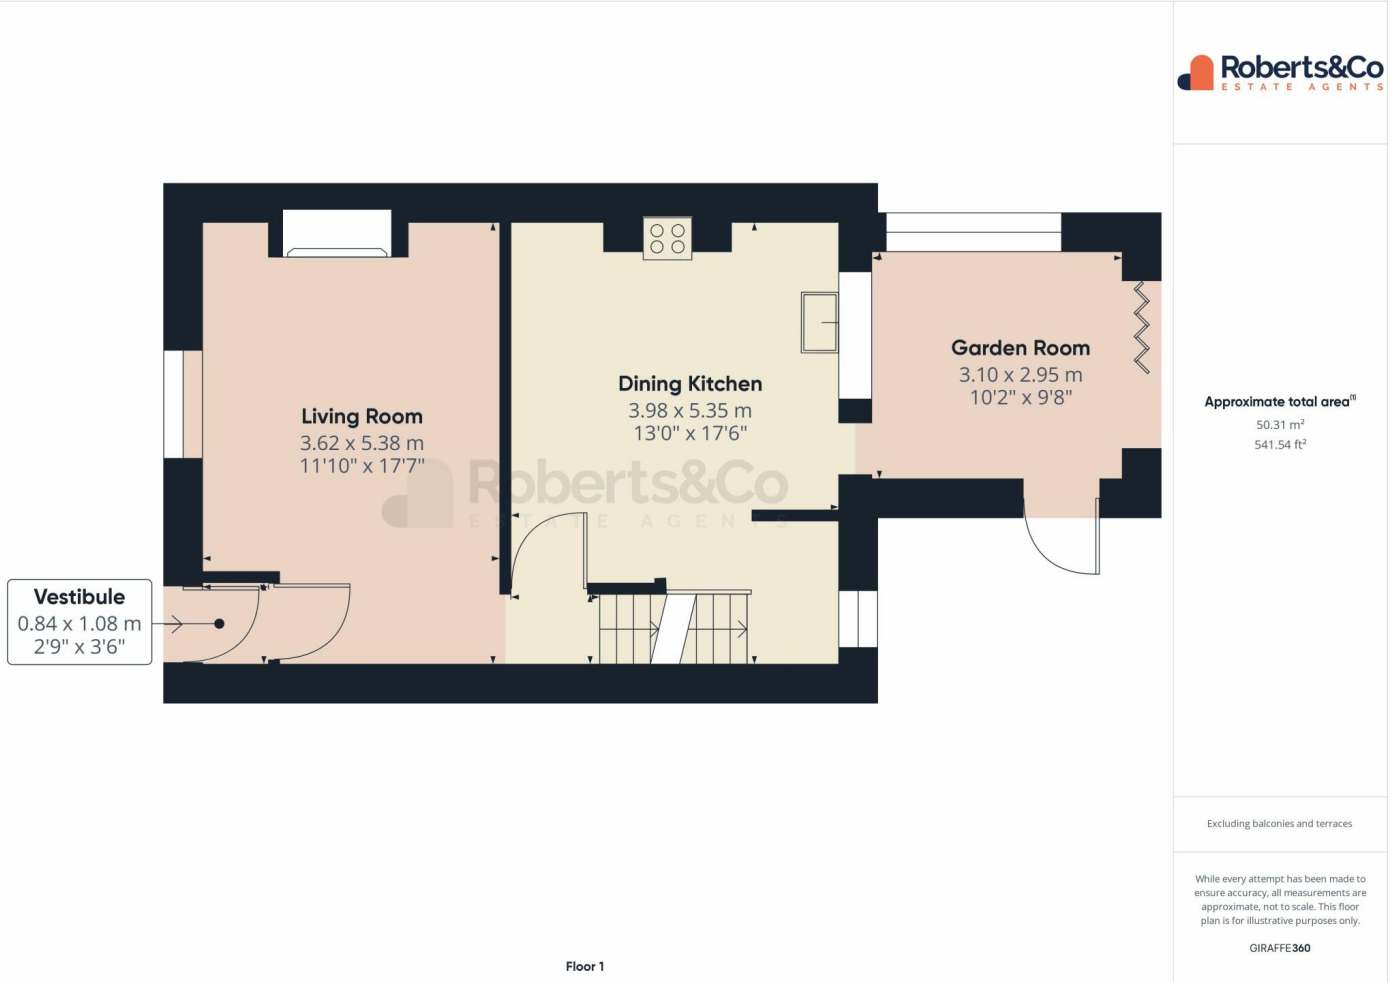 Roberts&Co
ESTATE AGENTS
Living Room
3.62 x 5.38 m
11'10" x 17'7"
Dining Kitchen
3.98 x 5.35 m
13'0" x 17'6"
Garden Room
3.10 x 2.95 m
10'2" x 9'8"
Roberts&Co
ESTATE AGENTS
Vestibule
0.84 x 1.08 m
2'9" x 3'6"
Floor 1
Approximate total area(1)
50.31 m²
541.54 ft²
Excluding balconies and terraces
While every attempt has been made to
ensure accuracy, all measurements are
approximate, not to scale. This floor
plan is for illustrative purposes only.
GIRAFFE360